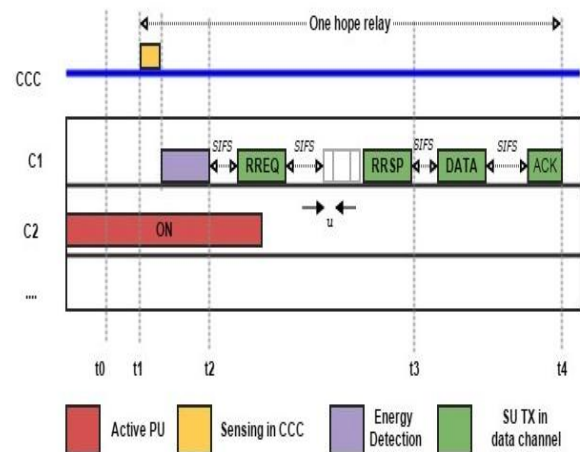 One hope relay
CCC
SIFS SIFS SIFS SIFS
C1 RREQ RRSP DATA ACK
u
C2 ON
....
t0 t1 t2 t3 t4
Active PU Sensing in CCC Energy Detection SU TX in data channel